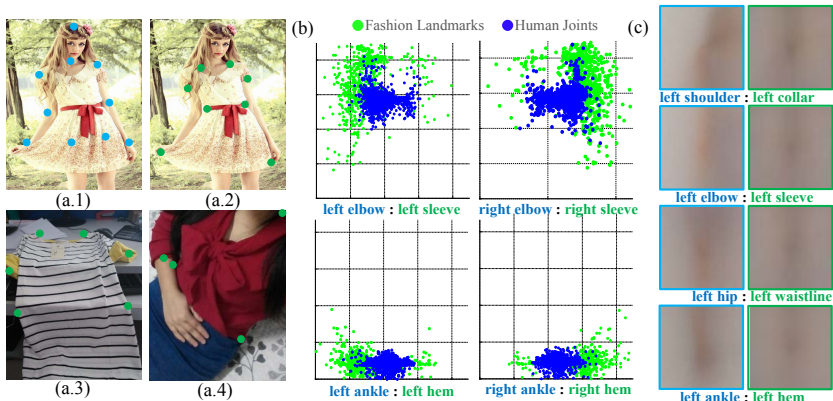 (b)
Fashion Landmarks
Human Joints
(c)
(a.1)
(a.2)
left elbow : left sleeve
right elbow : right sleeve
(a.3)
(a.4)
left ankle : left hem
right ankle : right hem
left shoulder : left collar
left elbow : left sleeve
left hip : left waistline
left ankle : left hem